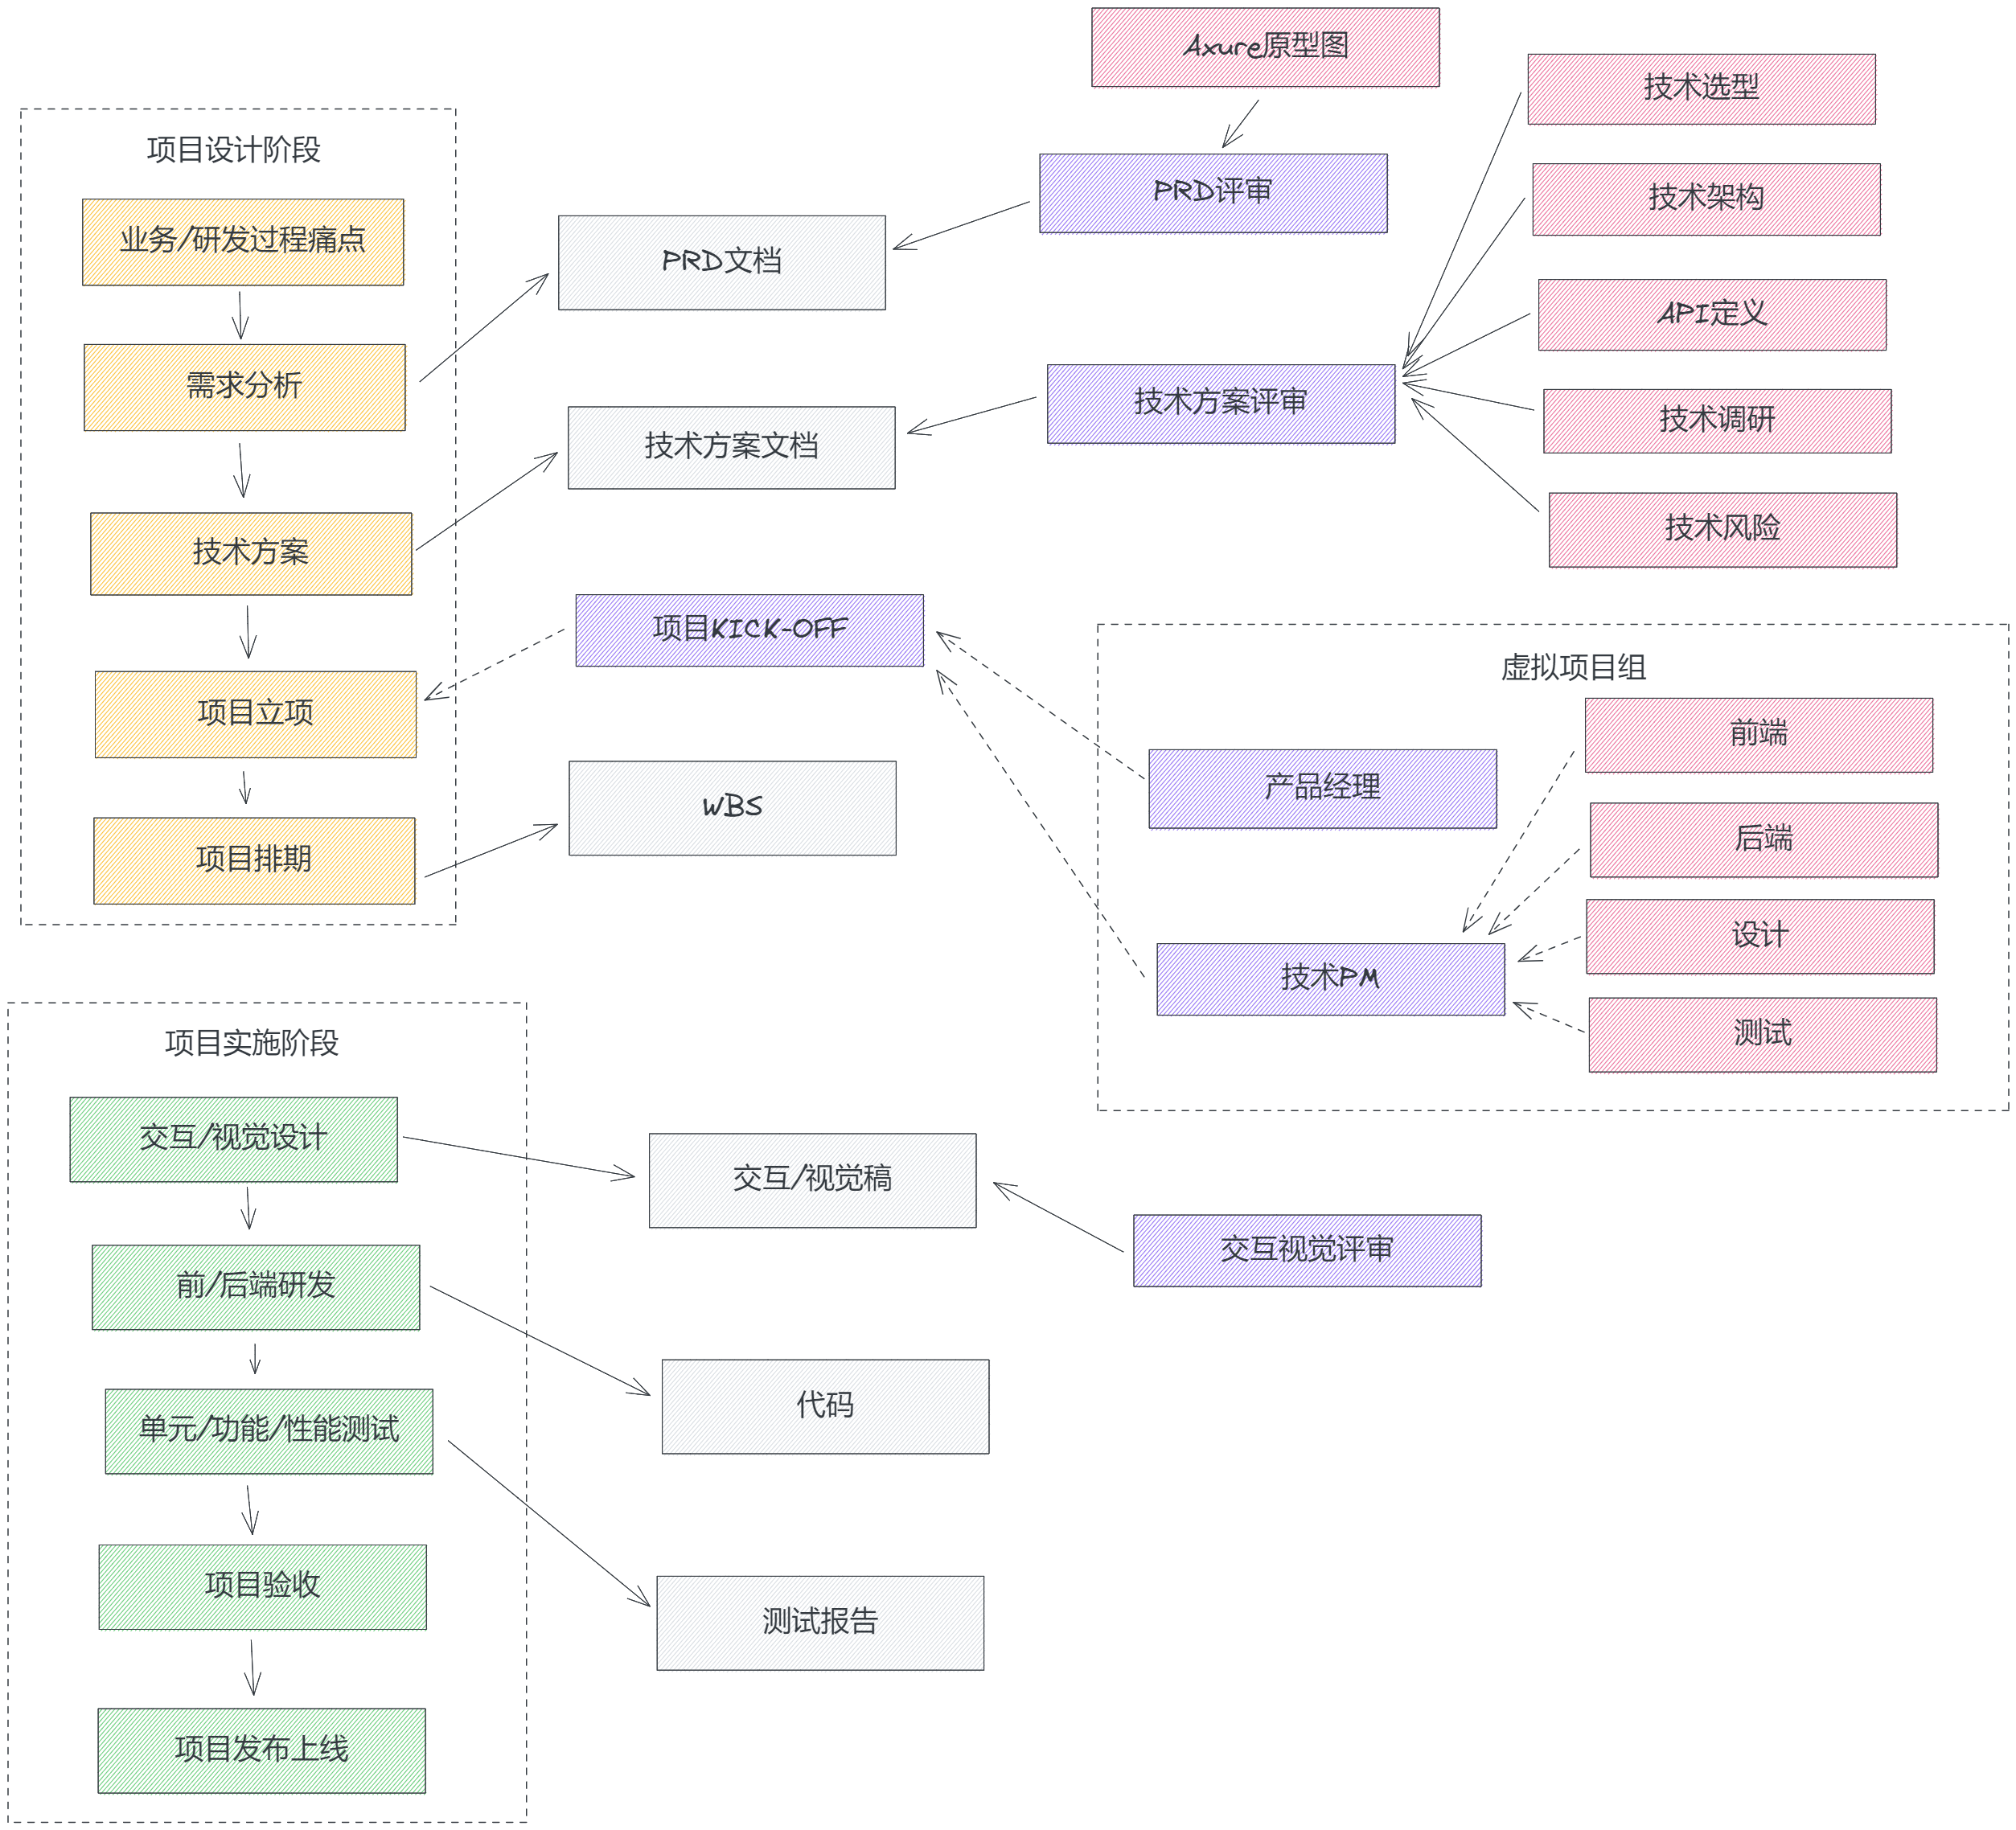 Axure原型图
技术选型
项目设计阶段
PRD评审
技术架构
业务/研发过程痛点
PRD文档
API定义
需求分析
技术方案评审
技术调研
技术方案文档
技术方案
技术风险
项目KICK-OFF
虚拟项目组
项目立项
前端
产品经理
WBS
后端
项目排期
设计
技术PM
测试
项目实施阶段
交互/视觉设计
交互/视觉稿
交互视觉评审
前/后端研发
代码
单元/功能/性能测试
项目验收
测试报告
项目发布上线